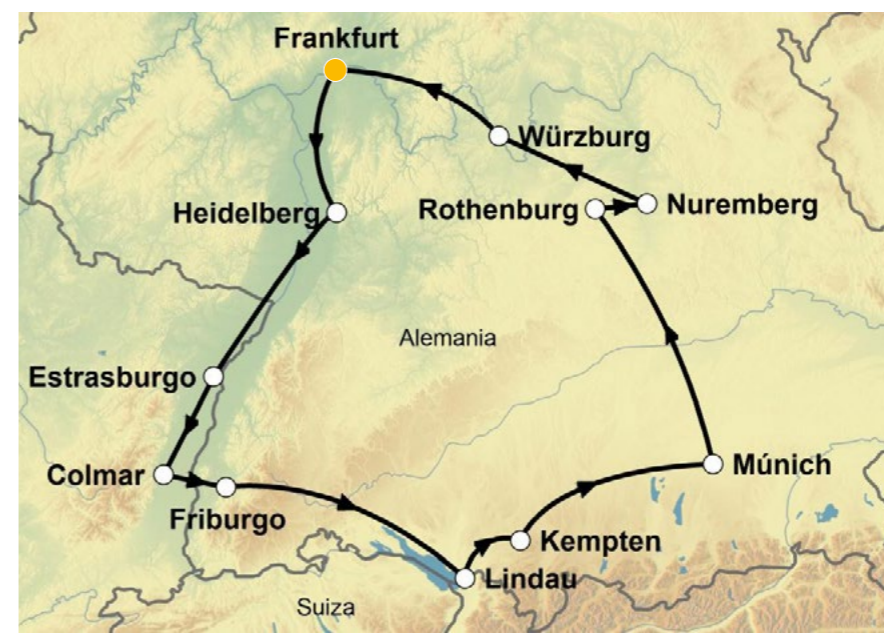 Frankfurt
Würzburg
Heidelberg
Rothenburg
Nuremberg
Alemania
Estrasburgo
Colmar
Múnich
Friburgo
Kempten
Lindau
Suiza